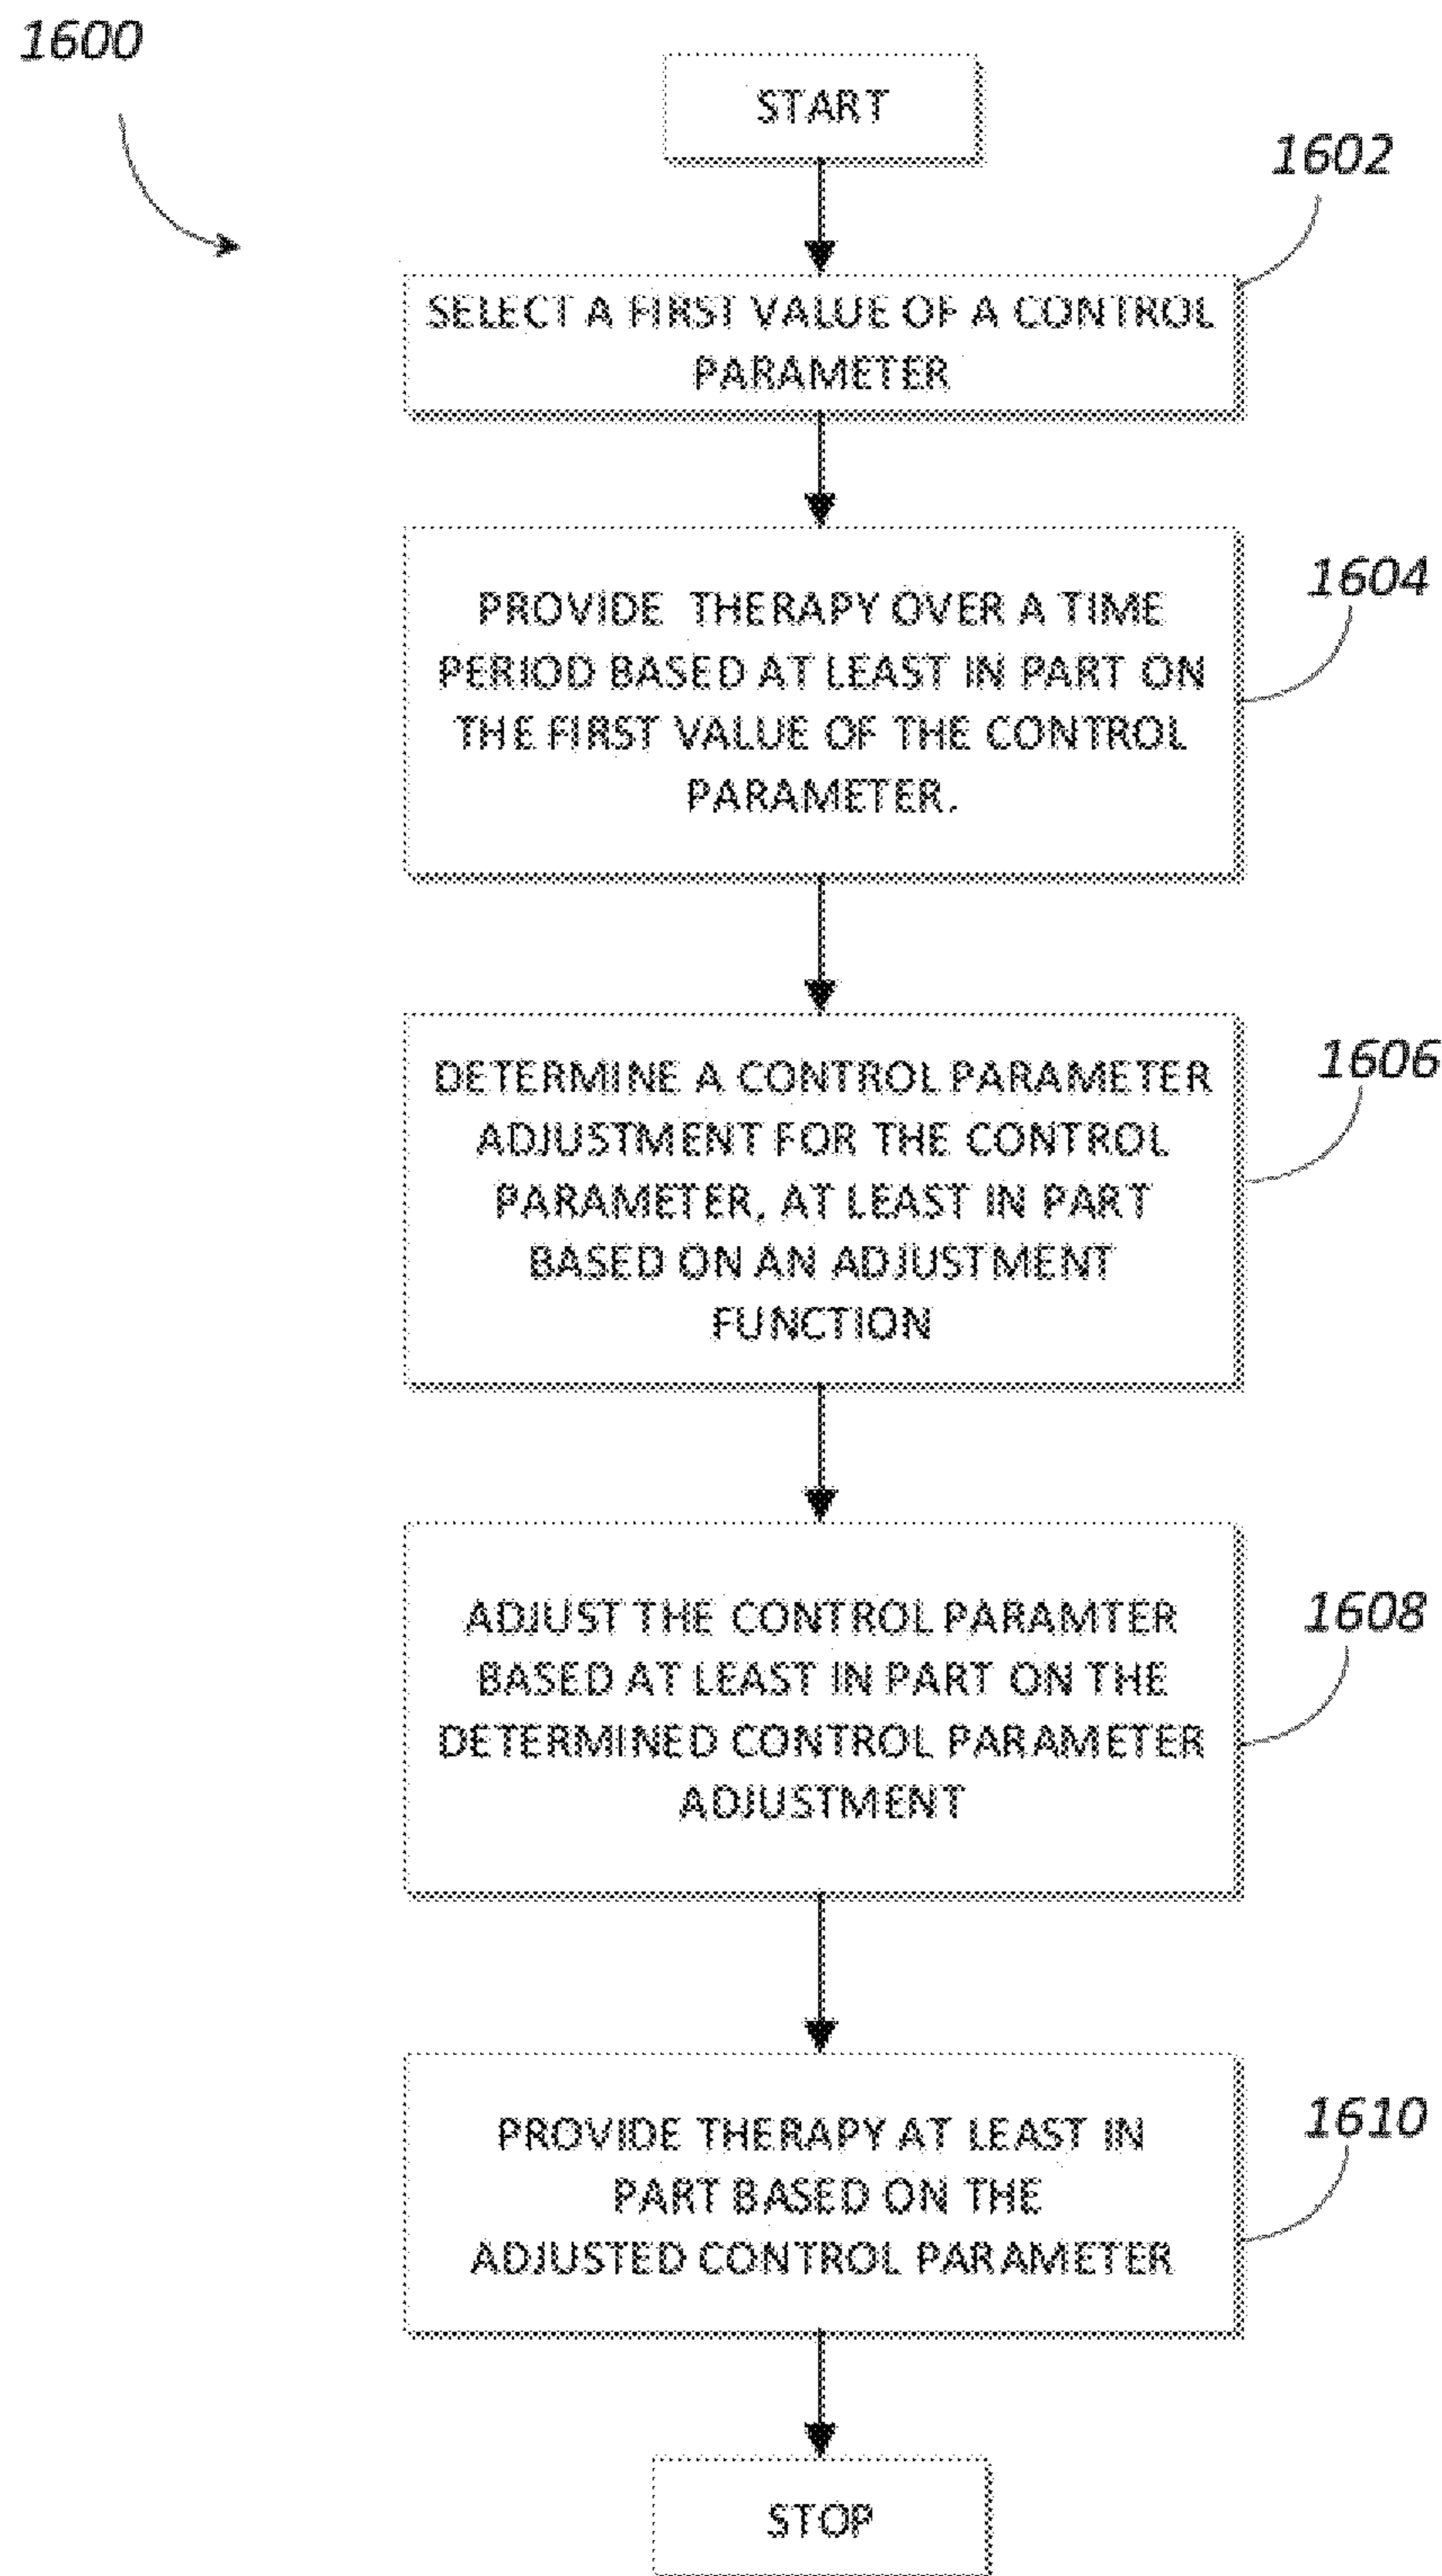 1600
START
1602
SELECT A FIRST VALUE OF A CONTROL
PARAMETER
1604
PROVIDE THERAPY OVER A TIME
PERIOD BASED AT LEAST IN PART ON
THE FIRST VALUE OF THE CONTROL
PARAMETER.
1606
DETERMINE A CONTROL PARAMETER
ADJUSTMENT FOR THE CONTROL
PARAMETER, AT LEAST IN PART
BASED ON AN ADJUSTMENT
FUNCTION
1608
ADJUST THE CONTROL PARAMTER
BASED AT LEAST IN PART ON THE
DETERMINED CONTROL PARAMETER
ADJUSTMENT
1610
PROVIDE THERAPY AT LEAST IN
PART BASED ON THE
ADJUSTED CONTROL PARAMETER
STOP